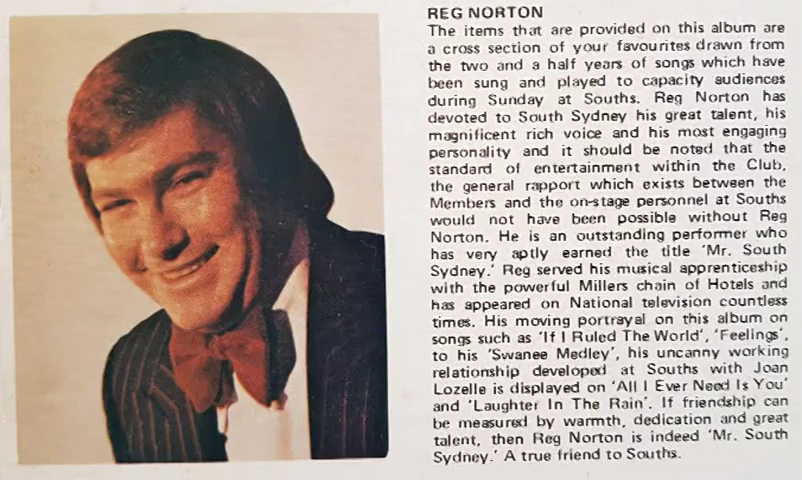 REG NORTON
The items that are provided on this album are
a cross section of your favourites drawn from
the two and a half years of songs which have
been sung and played to capacity audiences
during Sunday at Souths. Reg Norton has
devoted to South Sydney his great talent, his
magnificent rich voice and his most engaging
personality and it should be noted that the
standard of entertainment within the Club,
the general rapport which exists between the
Members and the on-stage personnel at Souths
would not have been possible without Reg
Norton. He is an outstanding performer who
has very aptly earned the title 'Mr. South
Sydney.' Reg served his musical apprenticeship
with the powerful Millers chain of Hotels and
has appeared on National television countless
times. His moving portrayal on this album on
songs such as 'If I Ruled The World', 'Feelings',
to his 'Swanee Medley', his uncanny working
relationship developed at Souths with Joan
Lozelle is displayed on 'All I Ever Need Is You'
and 'Laughter In The Rain'. If friendship can
be measured by warmth, dedication and great
talent, then Reg Norton is indeed 'Mr. South
Sydney.' A true friend to Souths.